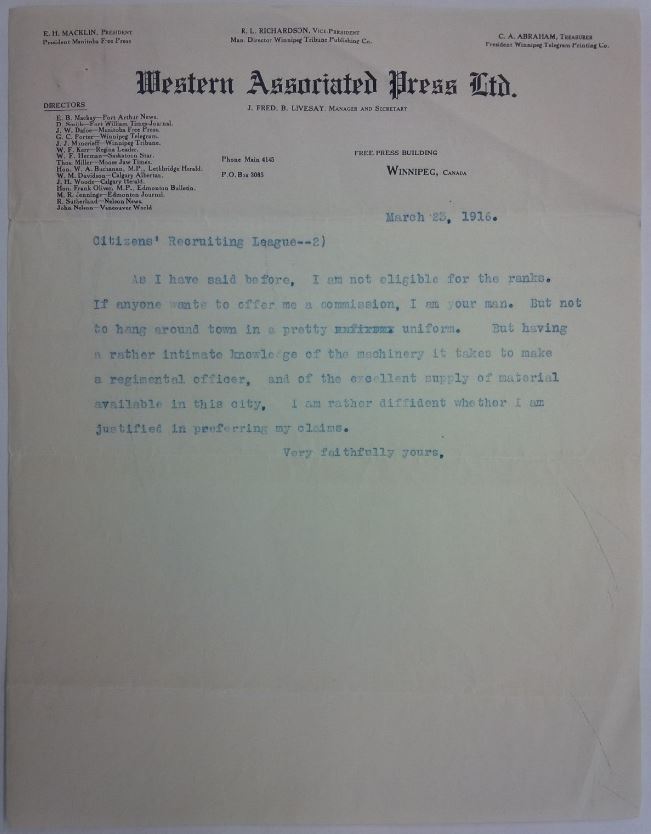 E. H. MACKLIN, PRESIDENT
President Manitoba Free Press
R. L. RICHARDSON, VICE-PRESIDENT
Man. Director Winnipeg Tribune Publishing Co.
C. A. ABRAHAM, TREASURER
President Winnipeg Telegram Printing Co.
Western Associated Press Ltd.
J. FRED. B. LIVESAY, MANAGER AND SECRETARY
DIRECTORS
E. B. Mackay—Fort Arthur News.
D. Smith—Fort William Times-Journal.
J. W. Dafoe—Manitoba Free Press.
G. C. Porter—Winnipeg Telegram.
J. J. Moncrieff—Winnipeg Tribune.
W. F. Kerr—Regina Leader.
W. F. Herman—Saskatoon Star.
Thos. Miller—Moose Jaw Times.
Hon. W. A. Buchanan, M.P., Lethbridge Herald.
W. M. Davidson—Calgary Albertan.
J. H. Woods—Calgary Herald.
Hon. Frank Oliver, M.P., Edmonton Bulletin.
M. R. Jennings—Edmonton Journal.
R. Sutherland—Nelson News.
John Nelson—Vancouver World
Phone Main 4145
P.O. Box 3085
FREE PRESS BUILDING
WINNIPEG, CANADA
March 23, 1916.
Citizens' Recruiting League--2)
As I have said before, I am not eligible for the ranks.
If anyone wants to offer me a commission, I am your man. But not
to hang around town in a pretty uniform. But having
a rather intimate knowledge of the machinery it takes to make
a regimental officer, and of the excellent supply of material
available in this city, I am rather diffident whether I am
justified in preferring my claims.
Very faithfully yours,